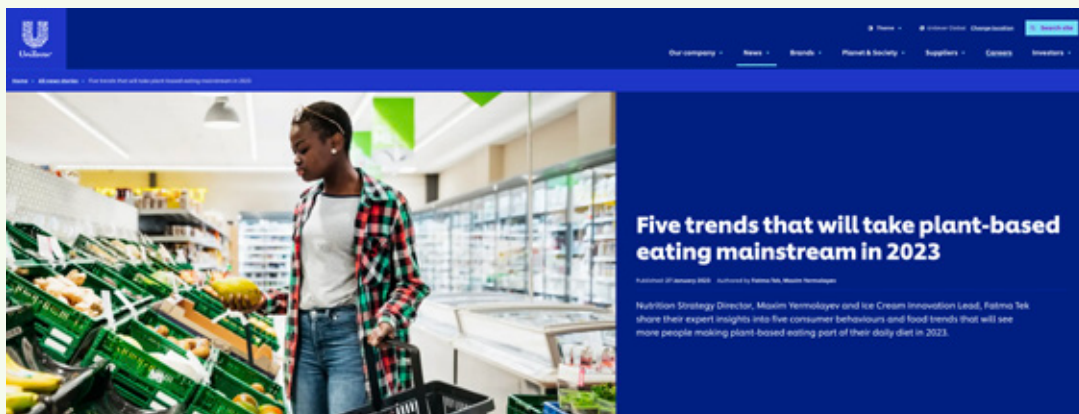 Theme
Unilever Global Change location
Search site
Unilever
Our company
News
Brands
Planet & Society
Suppliers
Careers
Investors
Home > All news stories > Five trends that will take plant-based eating mainstream in 2023
Five trends that will take plant-based
eating mainstream in 2023
Published 27 January 2023 Authored by Fatma Tek, Maxim Yermolayev
Nutrition Strategy Director, Maxim Yermolayev and Ice Cream Innovation Lead, Fatma Tek
share their expert insights into five consumer behaviours and food trends that will see
more people making plant-based eating part of their daily diet in 2023.